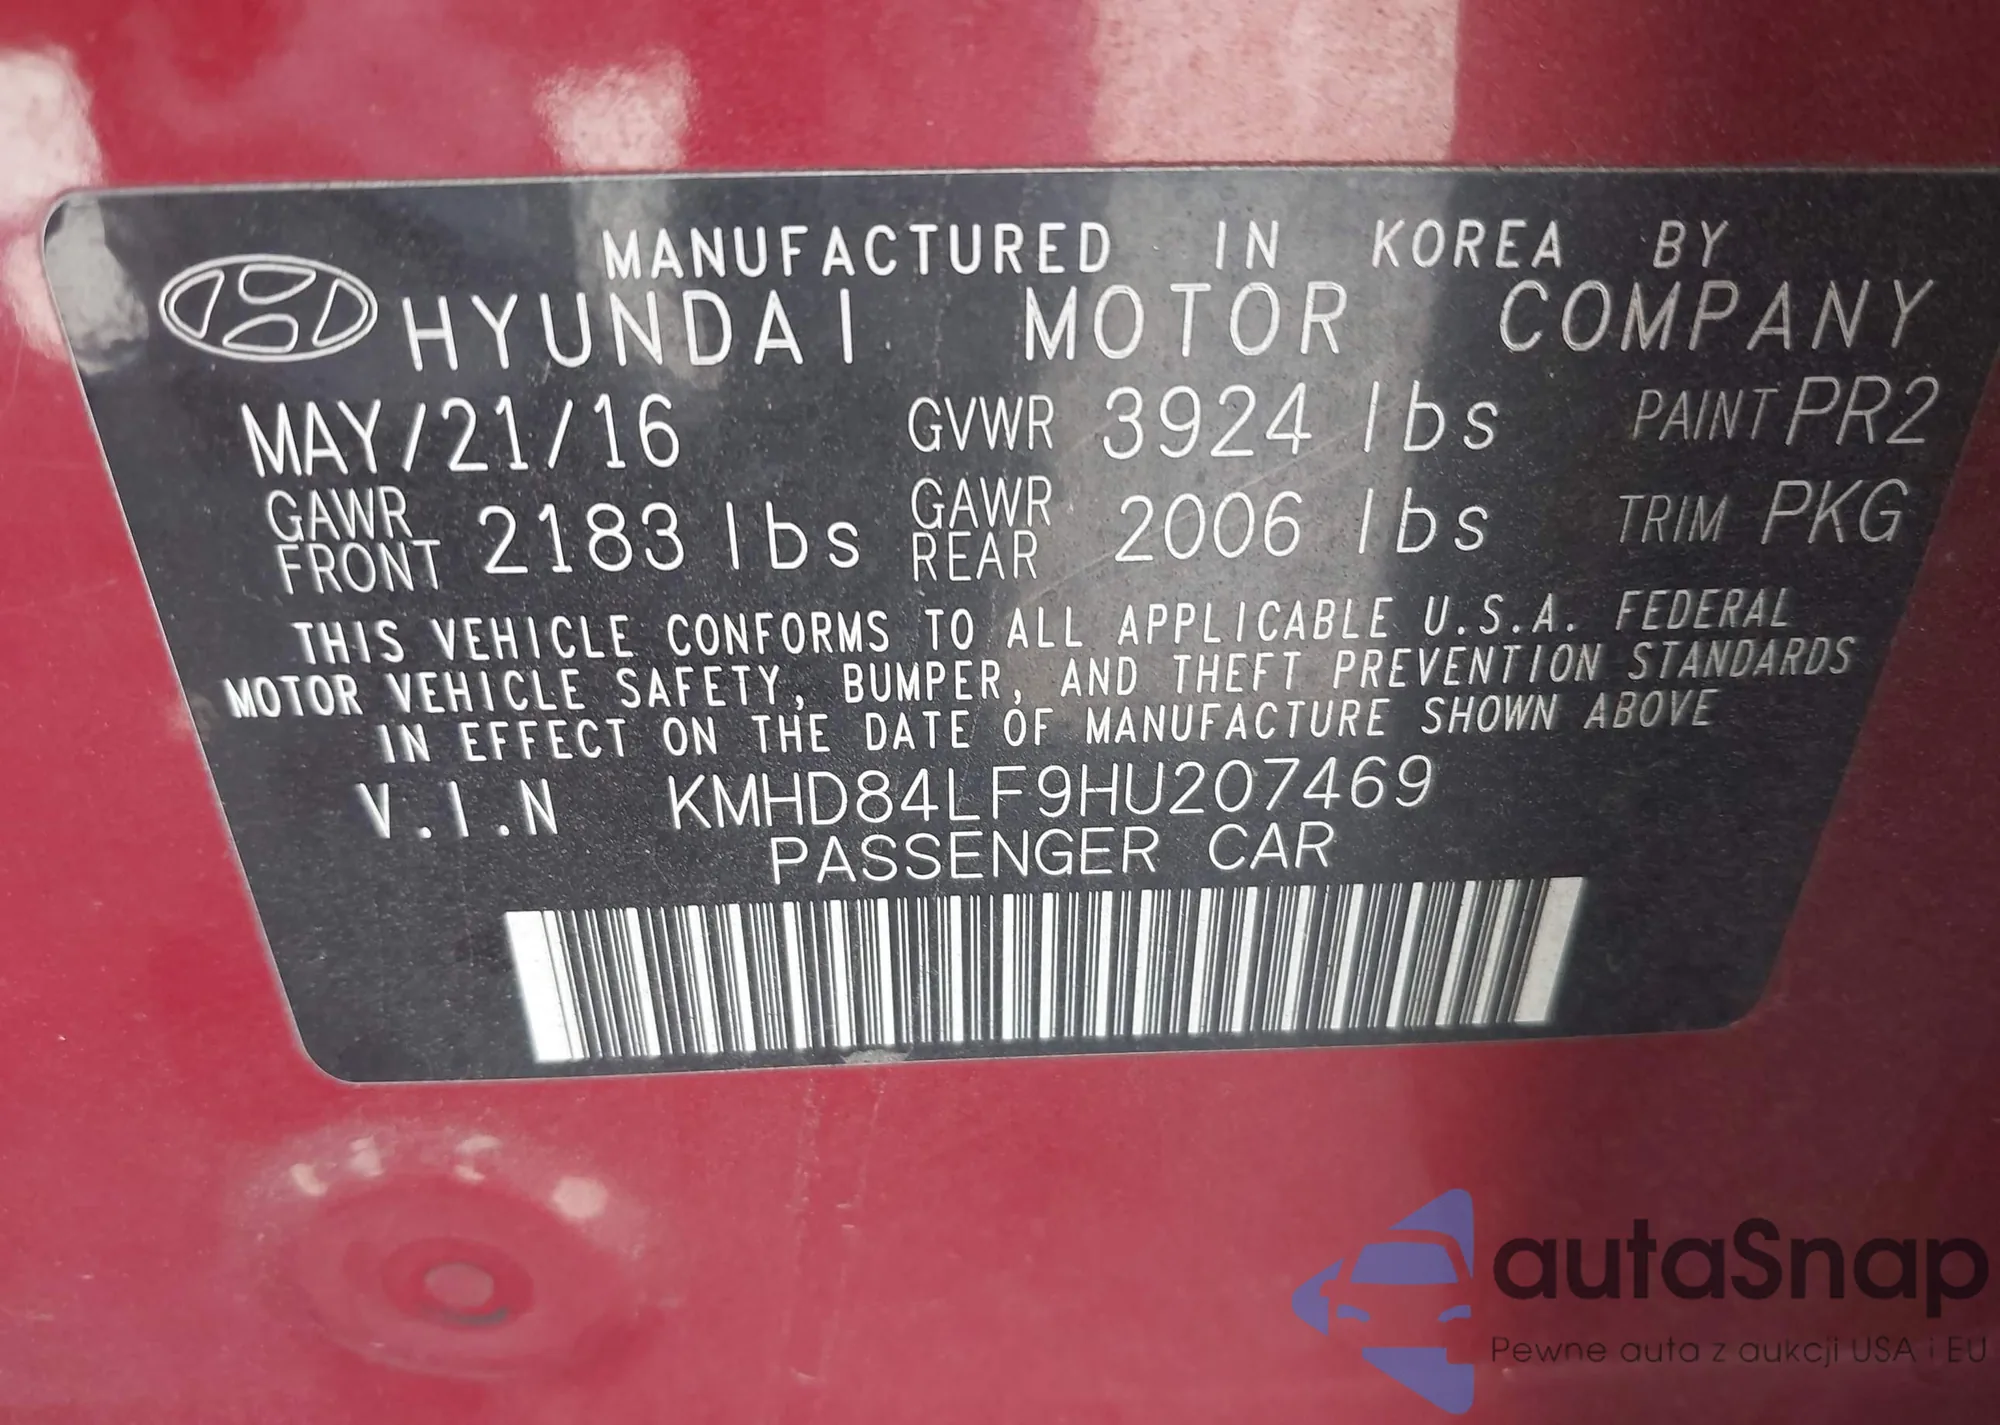 MANUFACTURED IN KOREA BY
HYUNDAI MOTOR COMPANY
MAY/21/16 GVWR 3924 lbs PAINT PR2
GAWR FRONT 2183 lbs GAWR REAR 2006 lbs TRIM PKG
THIS VEHICLE CONFORMS TO ALL APPLICABLE U.S.A. FEDERAL
MOTOR VEHICLE SAFETY, BUMPER, AND THEFT PREVENTION STANDARDS
IN EFFECT ON THE DATE OF MANUFACTURE SHOWN ABOVE
V.I.N KMHD84LF9HU207469
PASSENGER CAR
autaSnap
Pewne auta z aukcji USA i EU